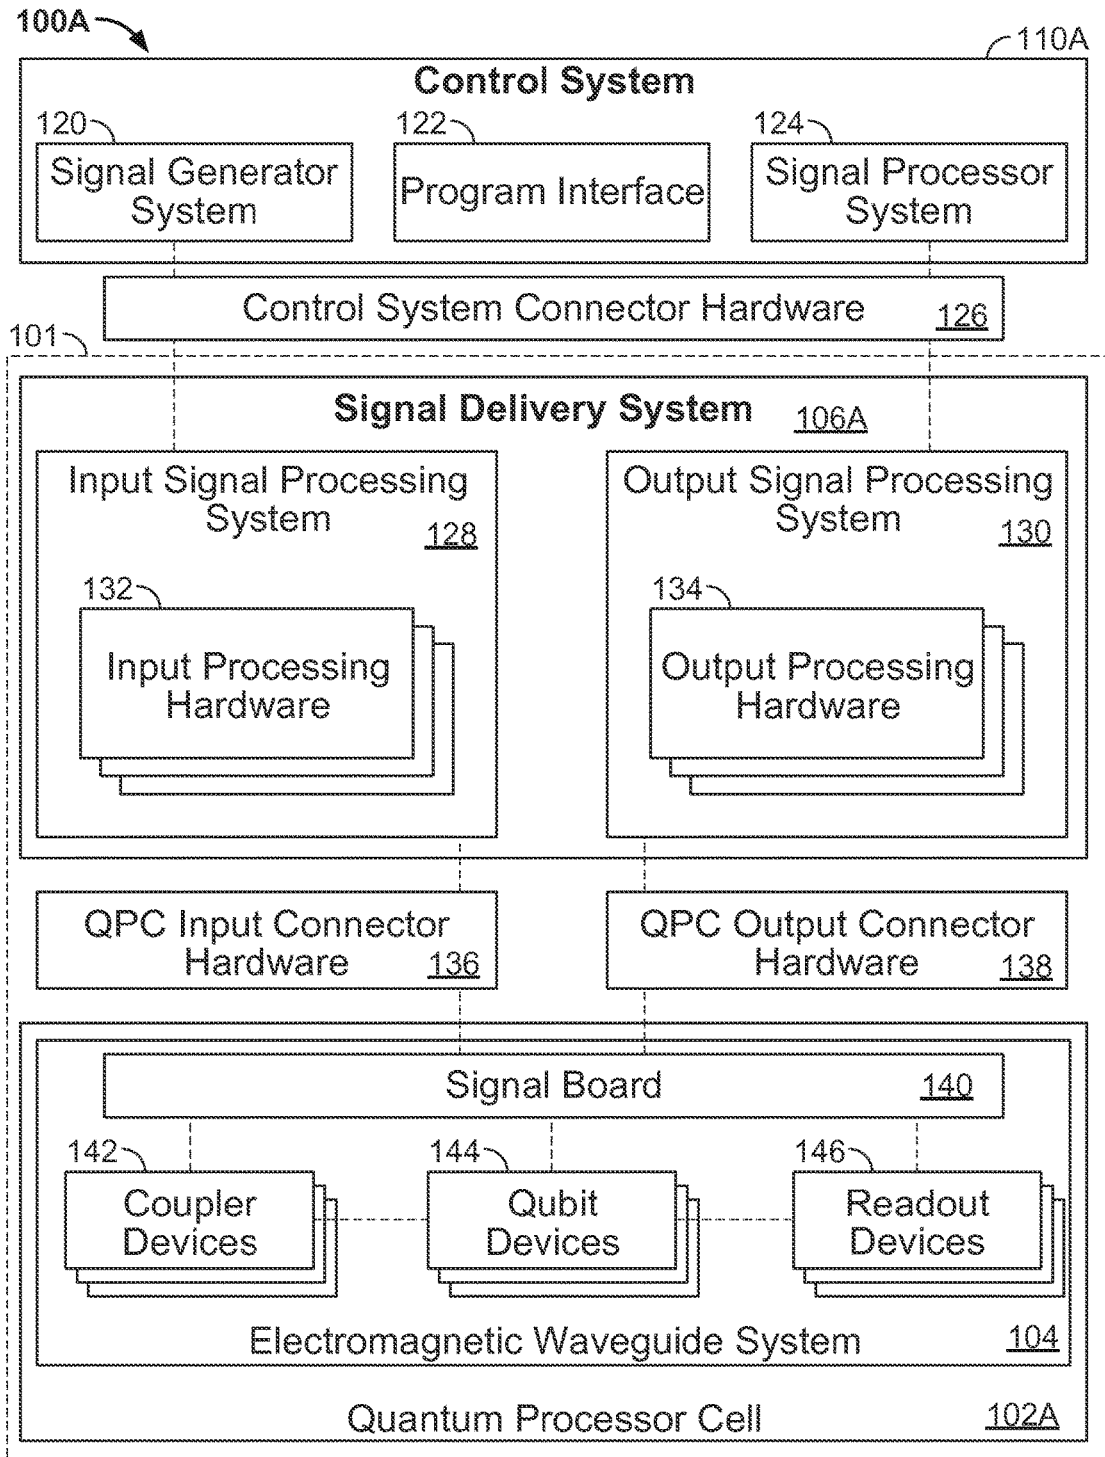 100A
110A
Control System
120
122
124
Signal Generator
System
Program Interface
Signal Processor
System
Control System Connector Hardware
126
101
Signal Delivery System
106A
Input Signal Processing
System
128
Output Signal Processing
System
130
132
Input Processing
Hardware
134
Output Processing
Hardware
QPC Input Connector
Hardware
136
QPC Output Connector
Hardware
138
Signal Board
140
142
144
146
Coupler
Devices
Qubit
Devices
Readout
Devices
Electromagnetic Waveguide System
104
Quantum Processor Cell
102A